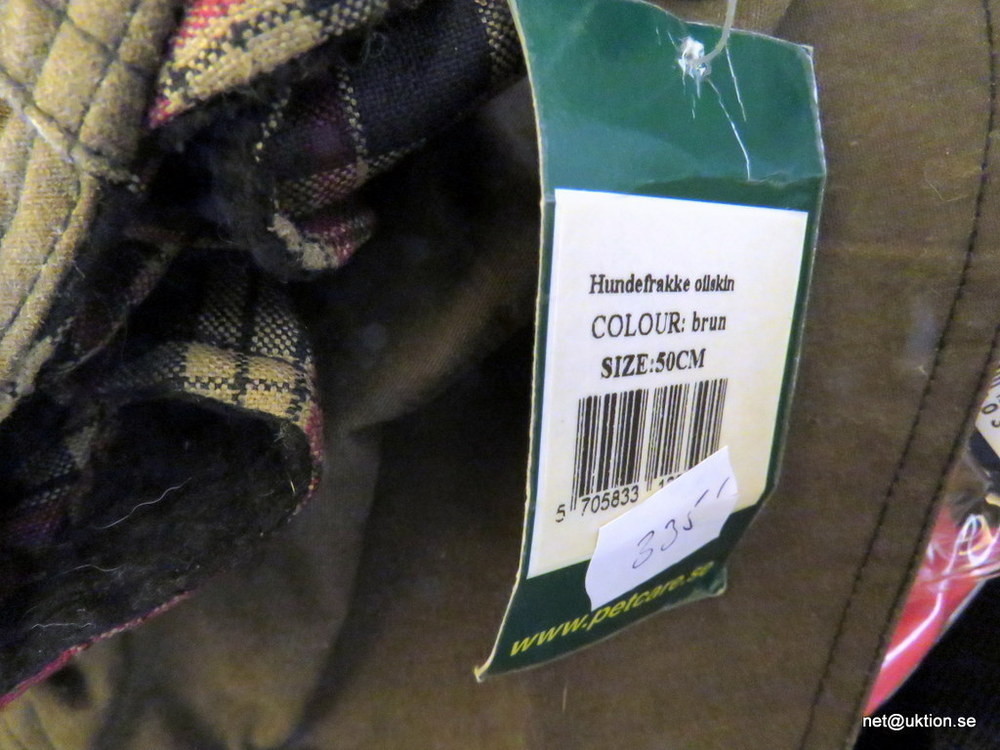 Hundefrakke oilskin
COLOUR: brun
SIZE:50CM
5 705833
335
www.petcare.se
net@uktion.se